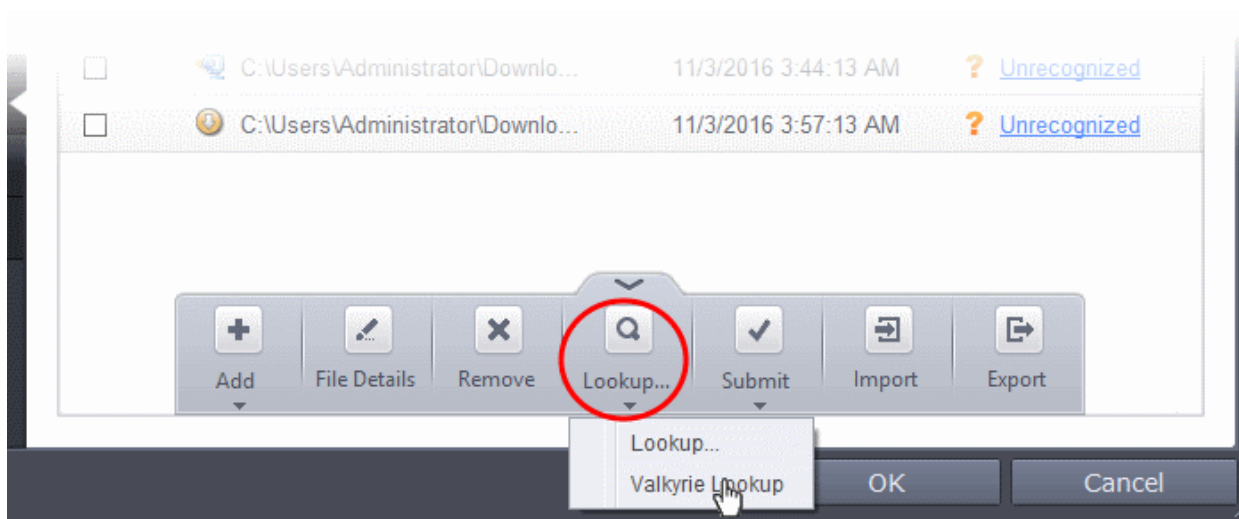 C:\Users\Administrator\Downlo... 11/3/2016 3:44:13 AM ? Unrecognized
C:\Users\Administrator\Downlo... 11/3/2016 3:57:13 AM ? Unrecognized
Add File Details Remove Lookup... Submit Import Export
Lookup...
Valkyrie Lookup
OK Cancel